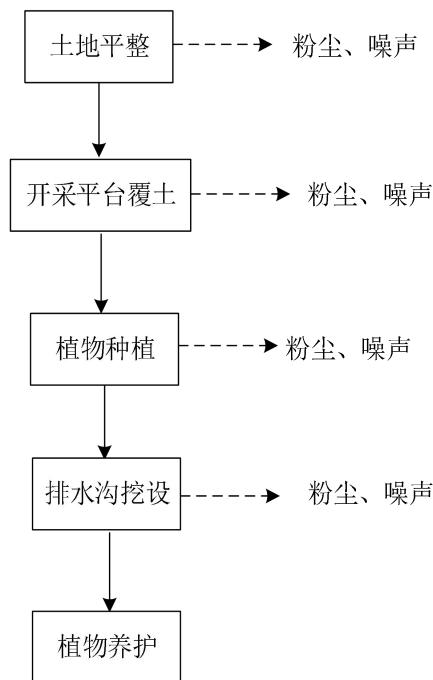 土地平整
粉尘、噪声
开采平台覆土
粉尘、噪声
植物种植
粉尘、噪声
排水沟挖设
粉尘、噪声
植物养护